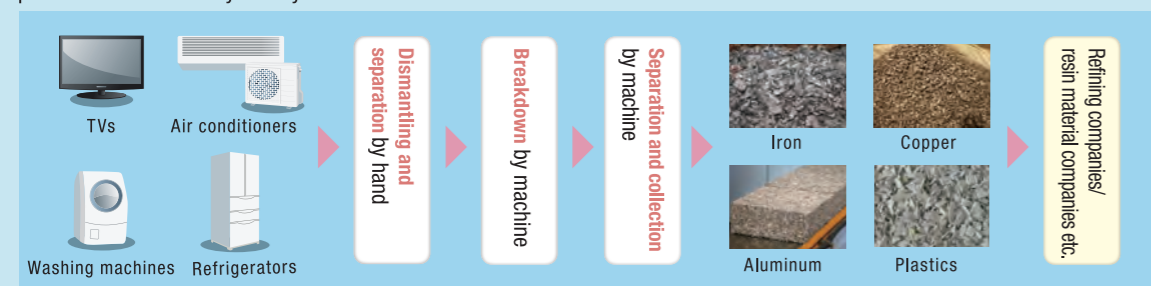 TVs
Air conditioners
Washing machines
Refrigerators
Dismantling and
separation by hand
Breakdown by machine
Separation and collection
by machine
Iron
Copper
Aluminum
Plastics
Refining companies/
resin material companies etc.